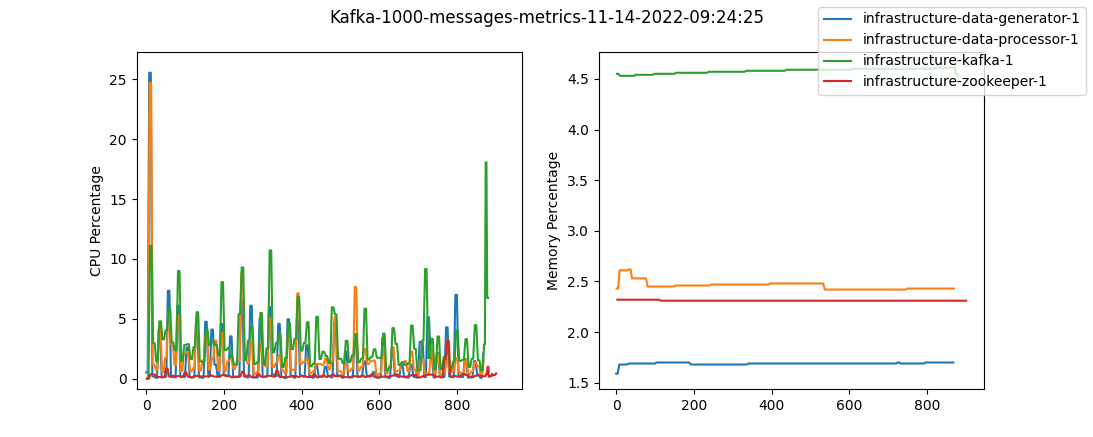 Kafka-1000-messages-metrics-11-14-2022-09:24:25
infrastructure-data-generator-1
infrastructure-data-processor-1
infrastructure-kafka-1
infrastructure-zookeeper-1
CPU Percentage
25
20
15
10
5
0
0 200 400 600 800
Memory Percentage
4.5
4.0
3.5
3.0
2.5
2.0
1.5
0 200 400 600 800